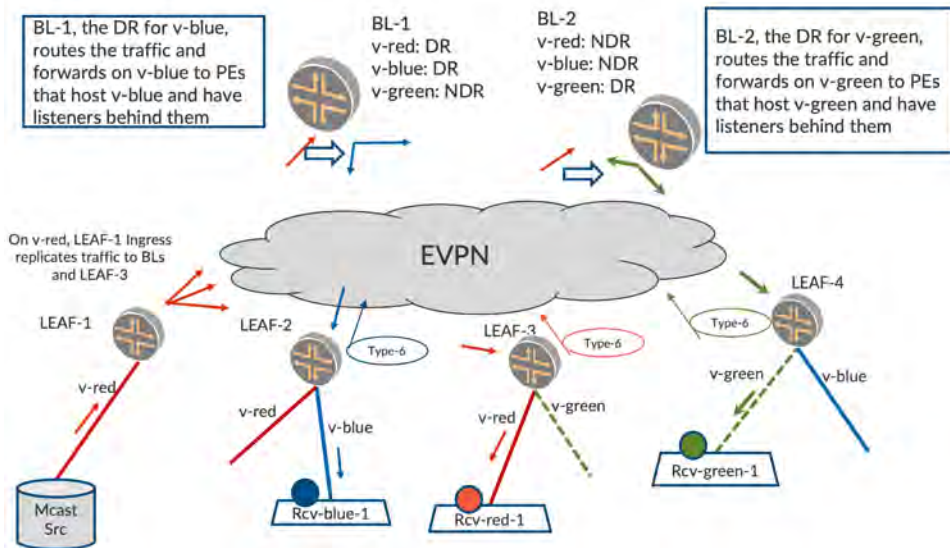 BL-1, the DR for v-blue,
routes the traffic and
forwards on v-blue to PEs
that host v-blue and have
listeners behind them
BL-1
v-red: DR
v-blue: DR
v-green: NDR
BL-2
v-red: NDR
v-blue: NDR
v-green: DR
BL-2, the DR for v-green,
routes the traffic and
forwards on v-green to PEs
that host v-green and have
listeners behind them
On v-red, LEAF-1 Ingress
replicates traffic to BLs
and LEAF-3
EVPN
LEAF-1
LEAF-2
LEAF-3
LEAF-4
Type-6
Type-6
Type-6
v-red
v-red
v-blue
v-red
v-green
v-green
v-blue
Mcast
Src
Rcv-blue-1
Rcv-red-1
Rcv-green-1